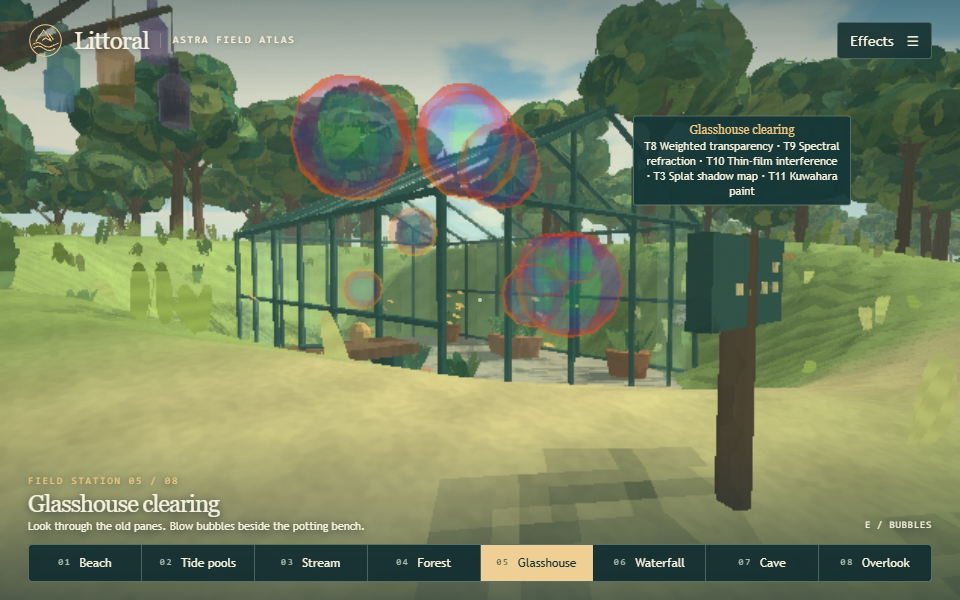 Littoral
ASTRA FIELD ATLAS
Effects
Glasshouse clearing
T8 Weighted transparency · T9 Spectral
refraction · T10 Thin-film interference
· T3 Splat shadow map · T11 Kuwahara
paint
FIELD STATION 05 / 08
Glasshouse clearing
Look through the old panes. Blow bubbles beside the potting bench.
E / BUBBLES
01 Beach
02 Tide pools
03 Stream
04 Forest
05 Glasshouse
06 Waterfall
07 Cave
08 Overlook